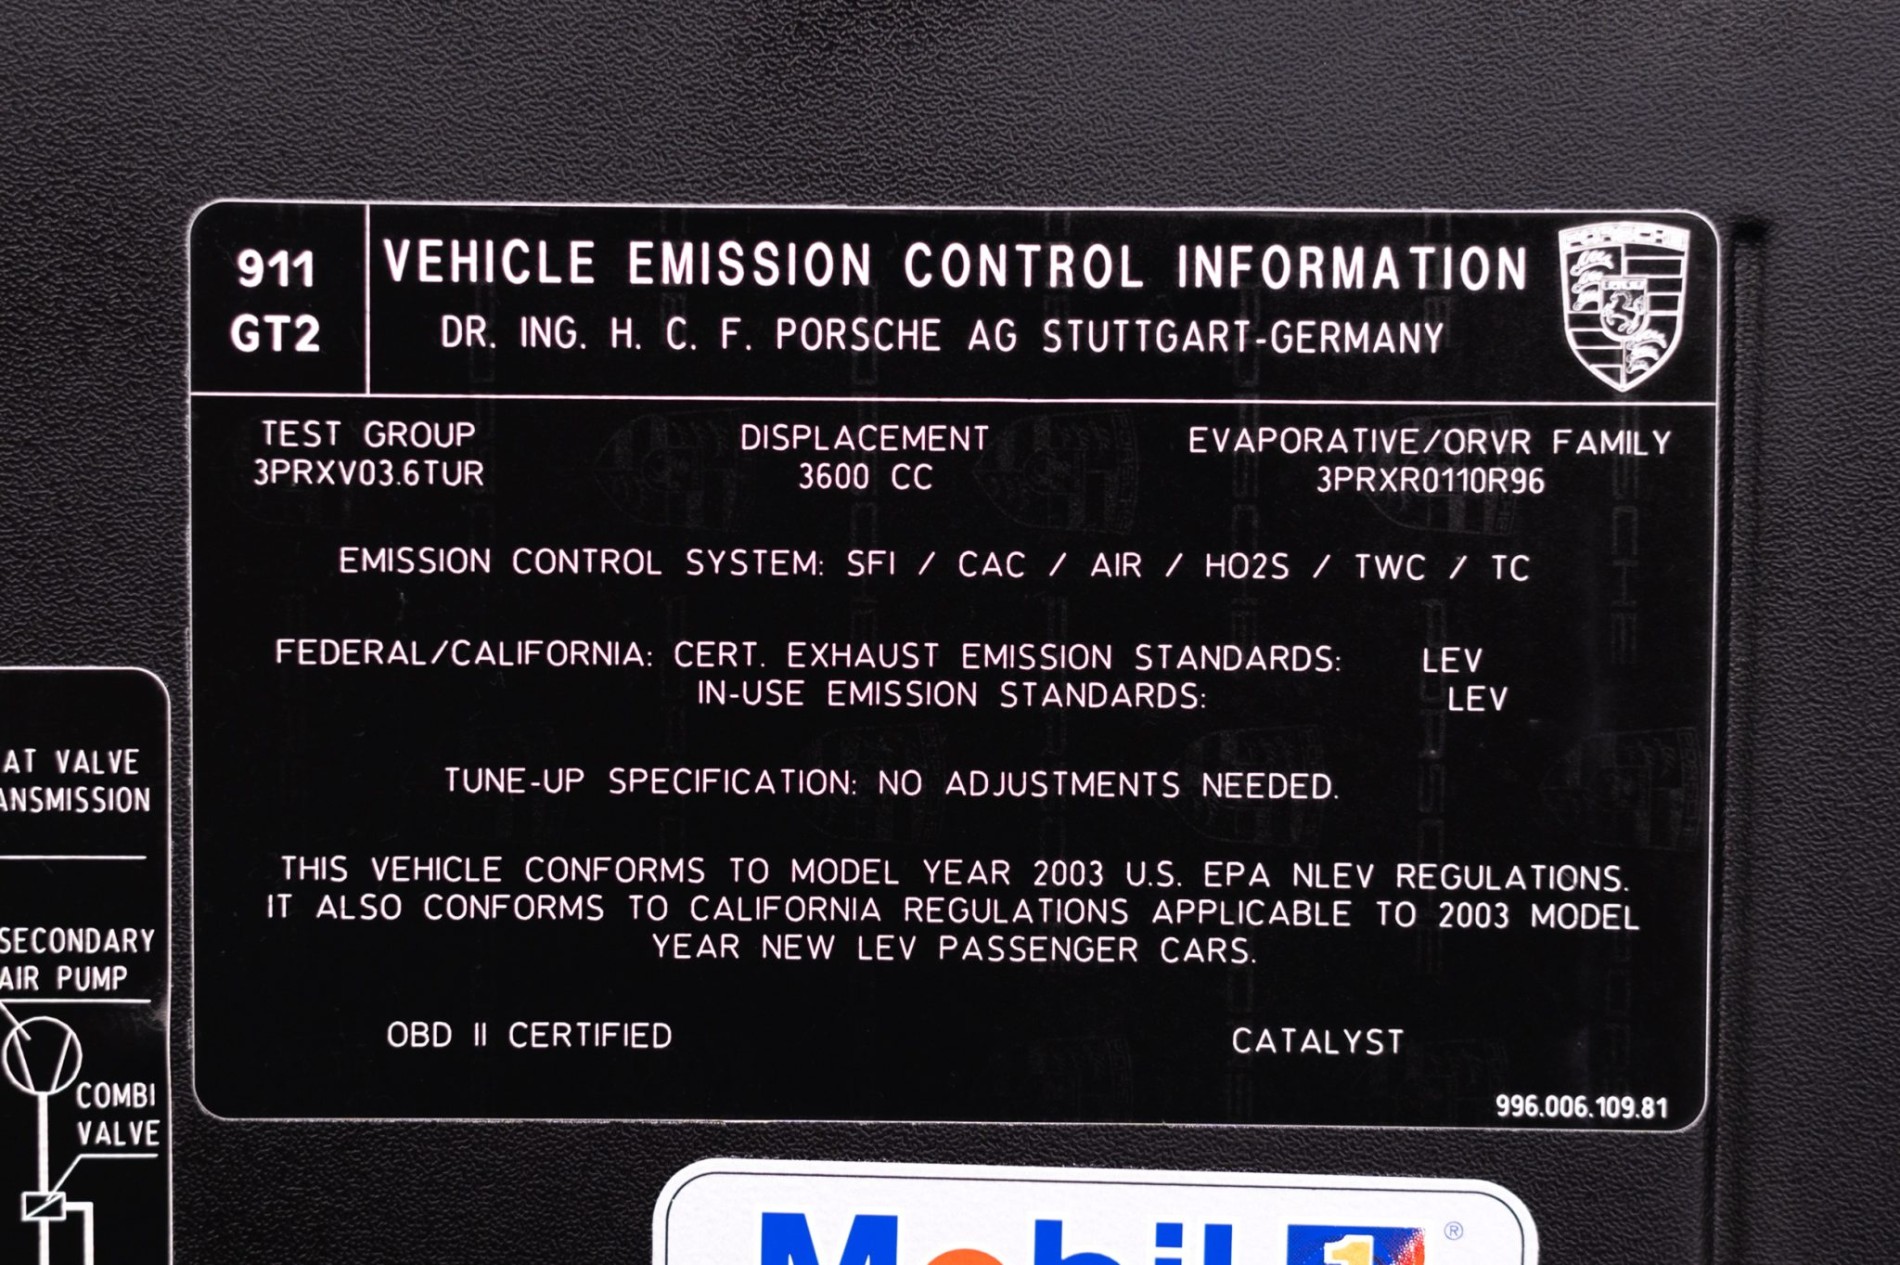 911
GT2
VEHICLE EMISSION CONTROL INFORMATION
DR. ING. H. C. F. PORSCHE AG STUTTGART-GERMANY
PORSCHE
TEST GROUP
3PRXV03.6TUR
DISPLACEMENT
3600 CC
EVAPORATIVE/ORVR FAMILY
3PRXR0110R96
EMISSION CONTROL SYSTEM: SFI / CAC / AIR / HO2S / TWC / TC
FEDERAL/CALIFORNIA: CERT. EXHAUST EMISSION STANDARDS: LEV
IN-USE EMISSION STANDARDS: LEV
TUNE-UP SPECIFICATION: NO ADJUSTMENTS NEEDED.
THIS VEHICLE CONFORMS TO MODEL YEAR 2003 U.S. EPA NLEV REGULATIONS.
IT ALSO CONFORMS TO CALIFORNIA REGULATIONS APPLICABLE TO 2003 MODEL
YEAR NEW LEV PASSENGER CARS.
OBD II CERTIFIED
CATALYST
996.006.109.81
AT VALVE
ANSMISSION
SECONDARY
AIR PUMP
COMBI
VALVE
Mobil 1 ®